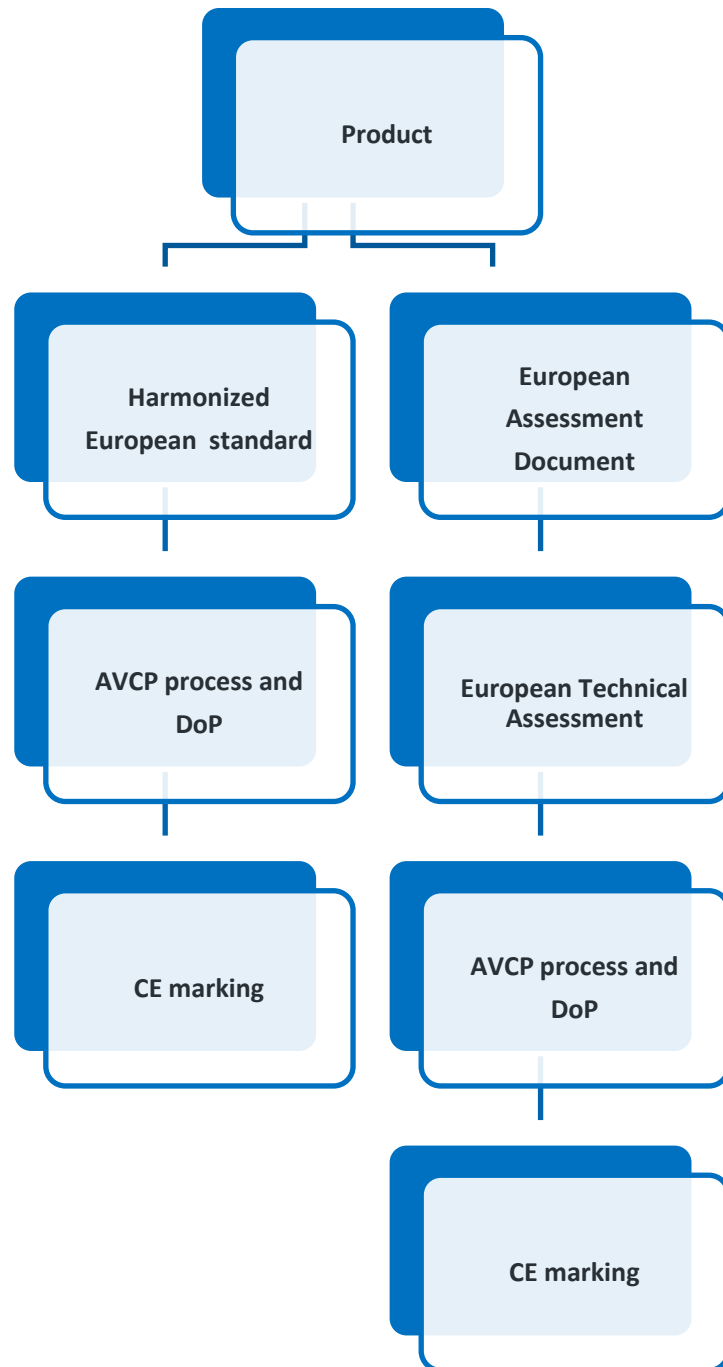 Product
Harmonized
European standard
European
Assessment
Document
AVCP process and
DoP
European Technical
Assessment
CE marking
AVCP process and
DoP
CE marking